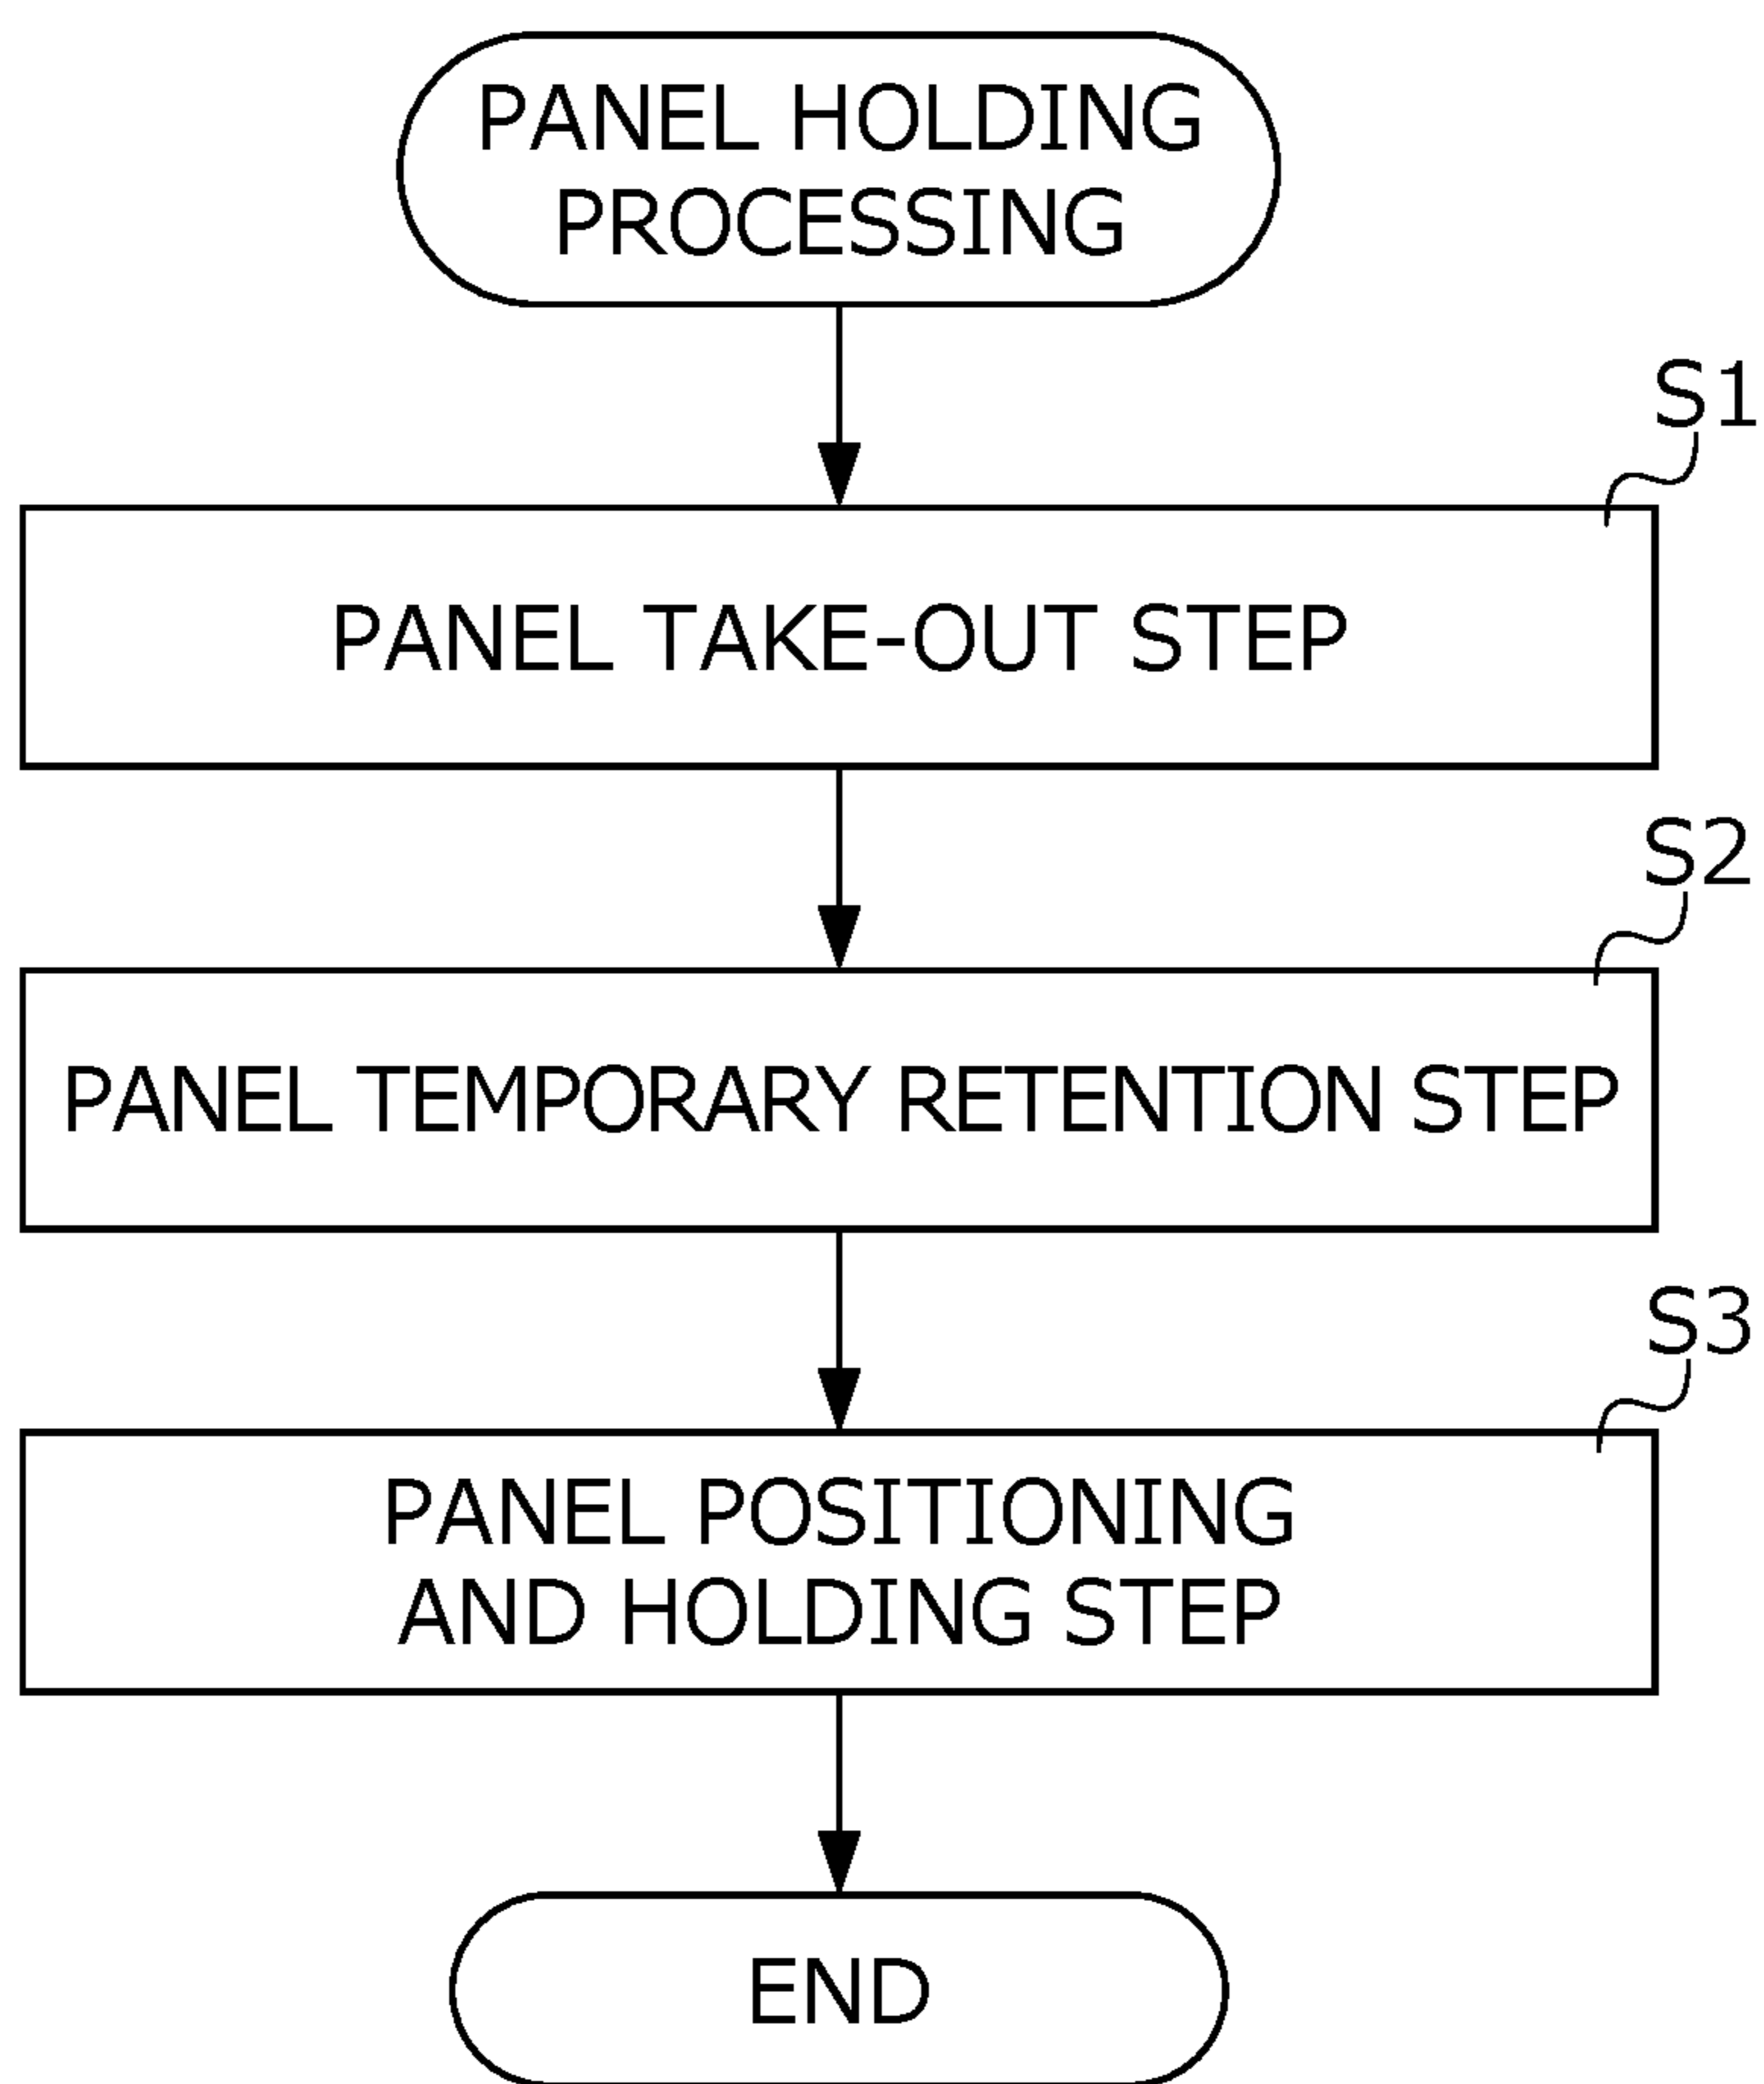 PANEL HOLDING
PROCESSING
S1
PANEL TAKE-OUT STEP
S2
PANEL TEMPORARY RETENTION STEP
S3
PANEL POSITIONING
AND HOLDING STEP
END